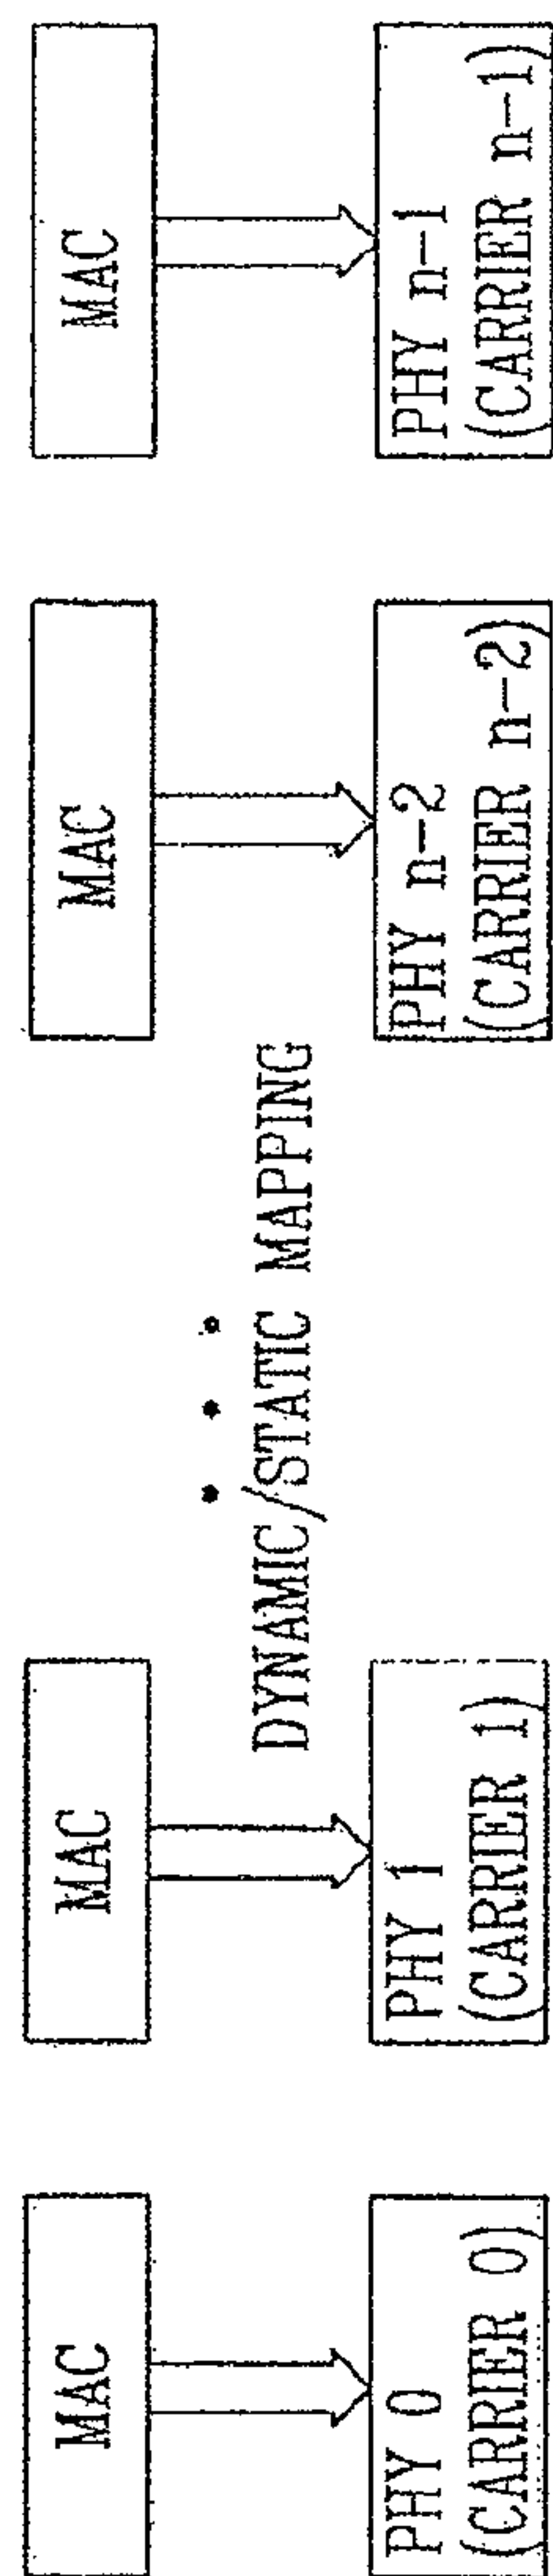 MAC
PHY 0
(CARRIER 0)
MAC
PHY 1
(CARRIER 1)
DYNAMIC/STATIC MAPPING
MAC
PHY n-2
(CARRIER n-2)
MAC
PHY n-1
(CARRIER n-1)